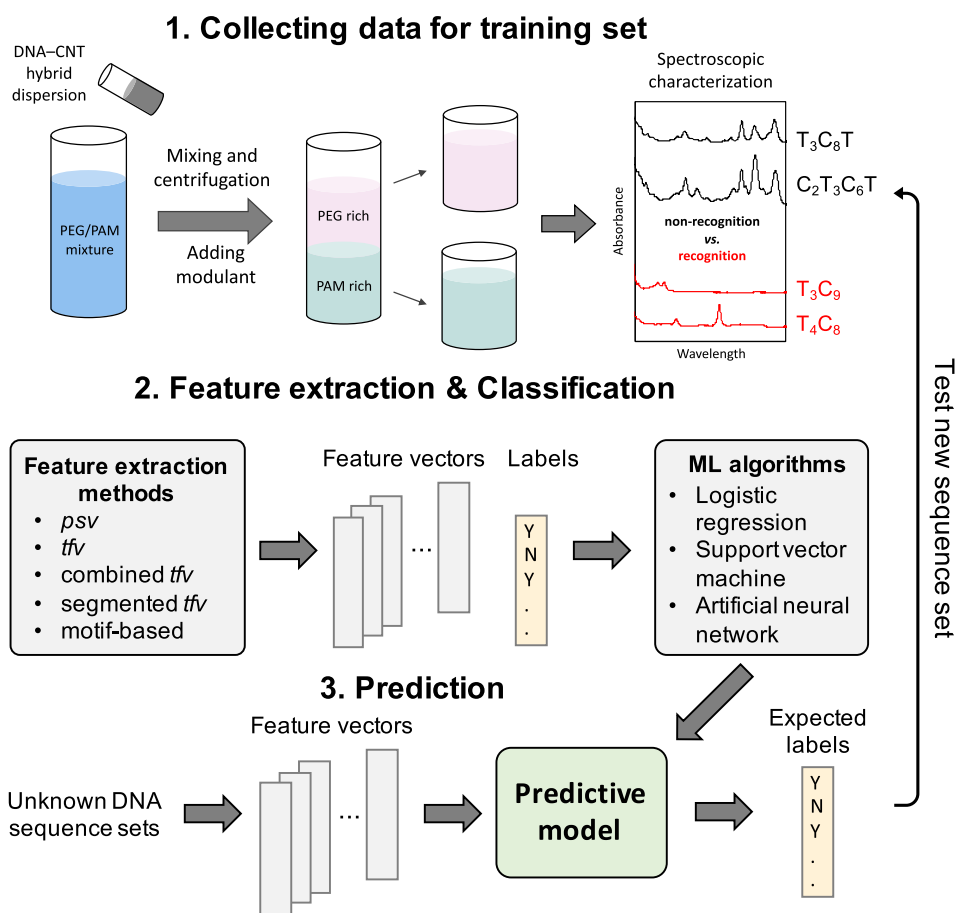 1. Collecting data for training set
DNA–CNT
hybrid
dispersion
PEG/PAM
mixture
Mixing and
centrifugation
Adding
modulant
PEG rich
PAM rich
Spectroscopic
characterization
Absorbance
non-recognition
vs.
recognition
Wavelength
T₃C₈T
C₂T₃C₆T
T₃C₉
T₄C₈
Test new sequence set
2. Feature extraction & Classification
Feature extraction
methods
• psv
• tfv
• combined tfv
• segmented tfv
• motif-based
Feature vectors
...
Labels
Y
N
Y
.
.
ML algorithms
• Logistic
regression
• Support vector
machine
• Artificial neural
network
3. Prediction
Unknown DNA
sequence sets
Feature vectors
...
Predictive
model
Expected
labels
Y
N
Y
.
.